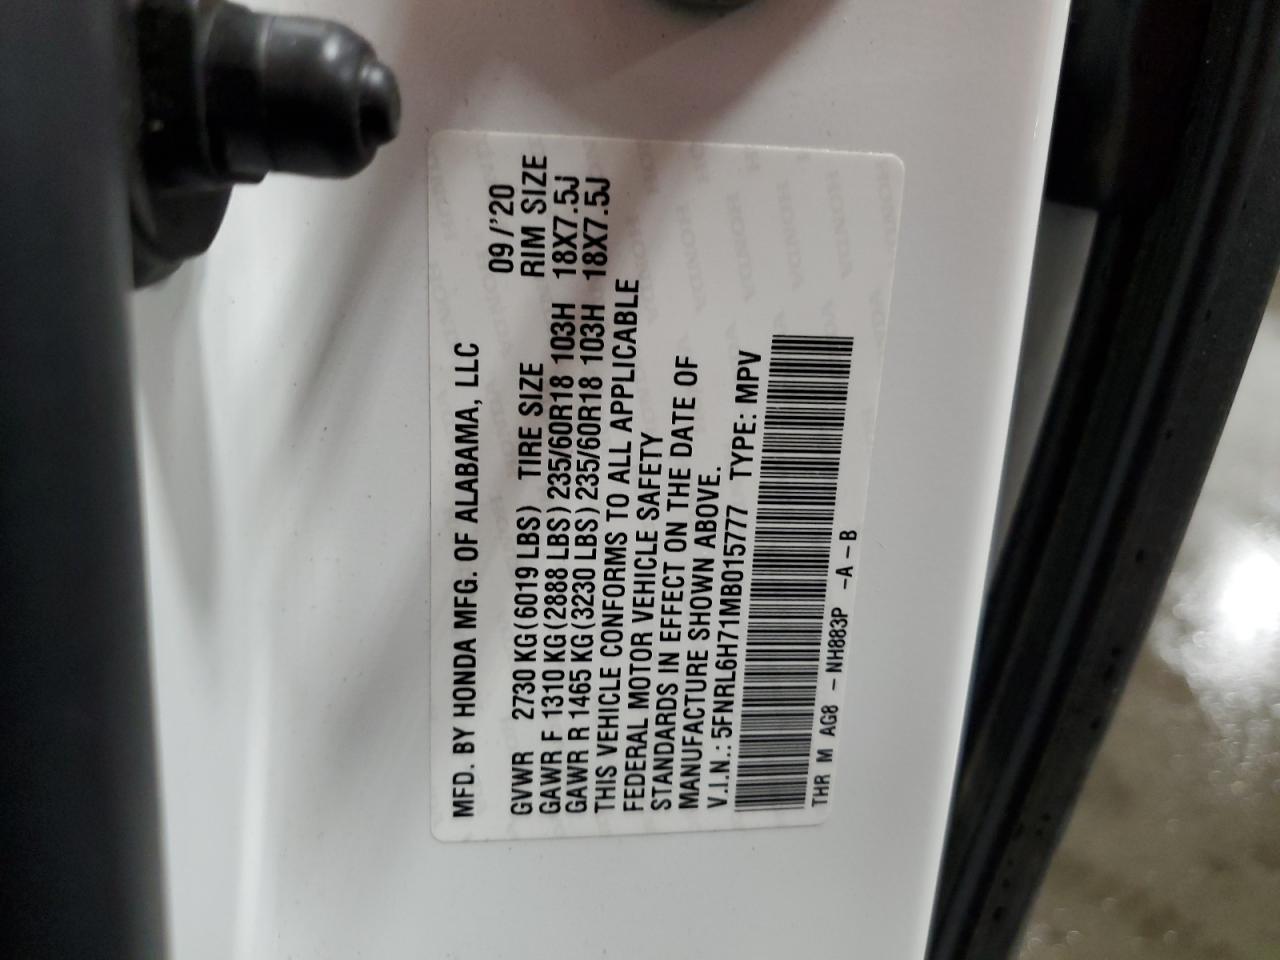 MFD. BY HONDA MFG. OF ALABAMA, LLC 09/'20
GVWR 2730 KG(6019 LBS) TIRE SIZE RIM SIZE
GAWR F 1310 KG(2888 LBS) 235/60R18 103H 18X7.5J
GAWR R 1465 KG(3230 LBS) 235/60R18 103H 18X7.5J
THIS VEHICLE CONFORMS TO ALL APPLICABLE
FEDERAL MOTOR VEHICLE SAFETY
STANDARDS IN EFFECT ON THE DATE OF
MANUFACTURE SHOWN ABOVE.
V.I.N.: 5FNRL6H71MB015777 TYPE: MPV
THR M AG8 - NH883P -A-B